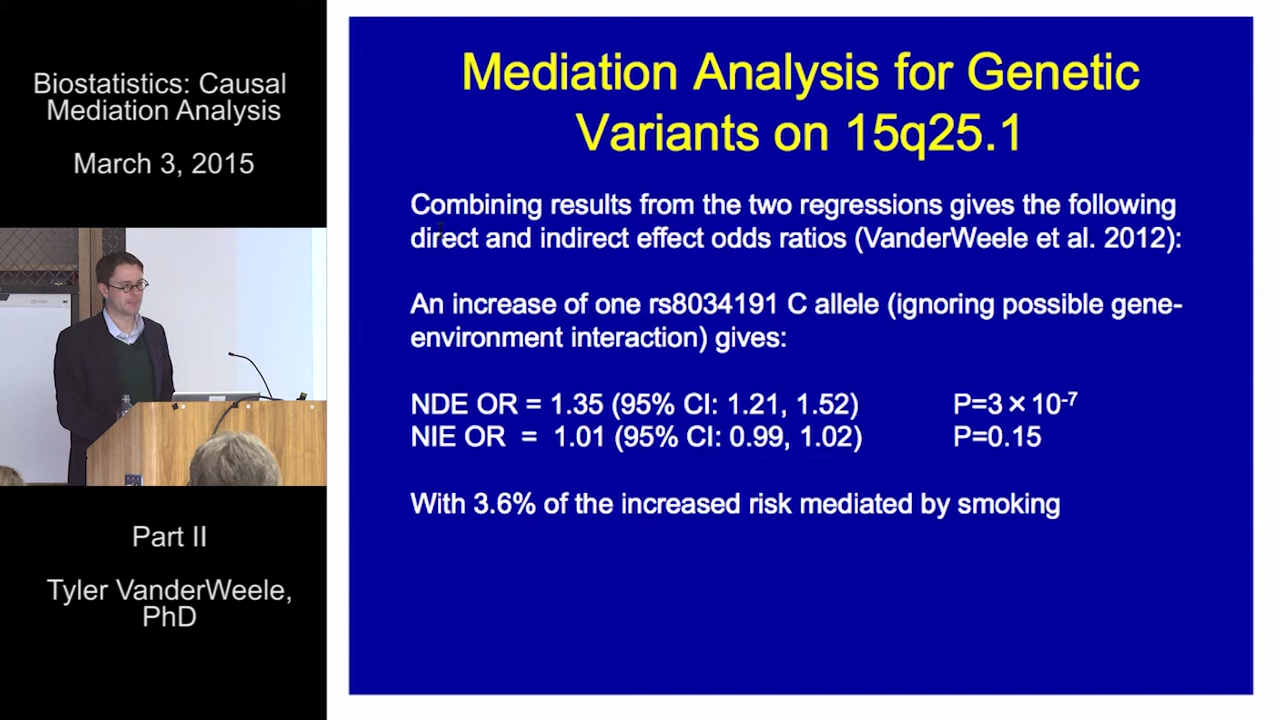 Biostatistics: Causal
Mediation Analysis
March 3, 2015
Part II
Tyler VanderWeele,
PhD
Mediation Analysis for Genetic
Variants on 15q25.1
Combining results from the two regressions gives the following
direct and indirect effect odds ratios (VanderWeele et al. 2012):
An increase of one rs8034191 C allele (ignoring possible gene-
environment interaction) gives:
NDE OR = 1.35 (95% CI: 1.21, 1.52) P=3×10⁻⁷
NIE OR = 1.01 (95% CI: 0.99, 1.02) P=0.15
With 3.6% of the increased risk mediated by smoking